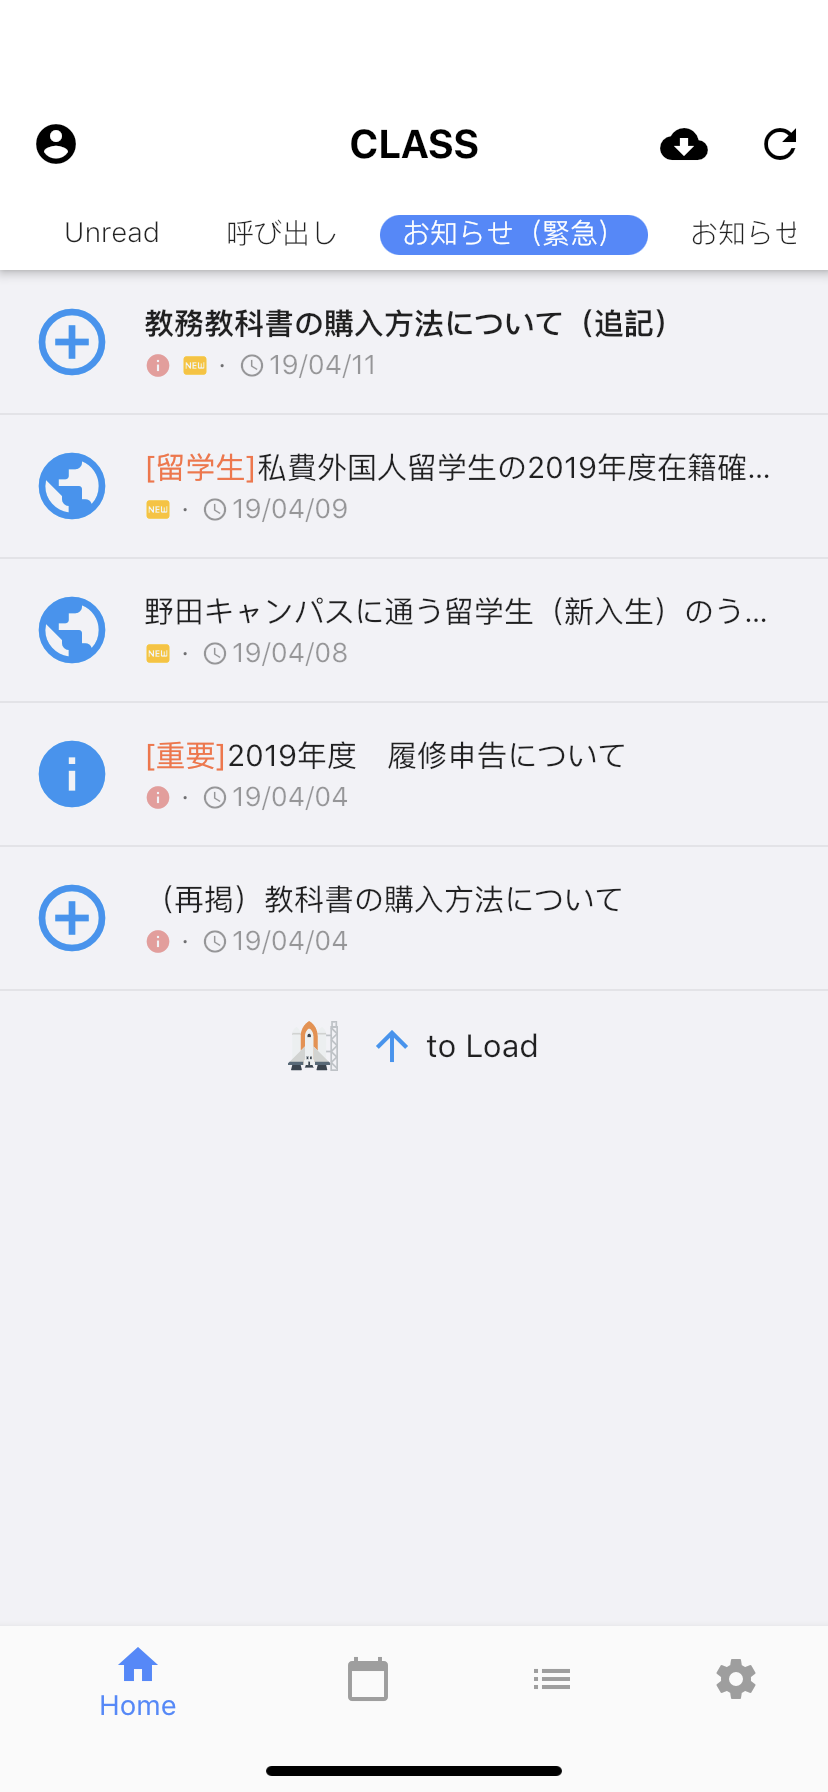 CLASS
Unread 呼び出し お知らせ（緊急） お知らせ
教務教科書の購入方法について（追記）
NEW · 19/04/11
[留学生]私費外国人留学生の2019年度在籍確...
NEW · 19/04/09
野田キャンパスに通う留学生（新入生）のう...
NEW · 19/04/08
[重要]2019年度　履修申告について
· 19/04/04
（再掲）教科書の購入方法について
· 19/04/04
to Load
Home